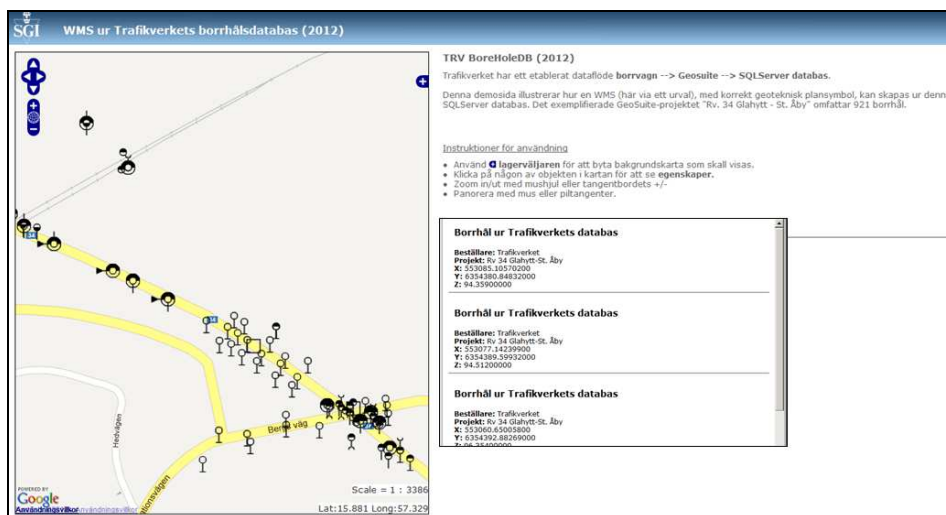 SGI
WMS ur Trafikverkets borrhålsdatabas (2012)
TRV BoreHoleDB (2012)
Trafikverket har ett etablerat dataflöde borrvagn --> Geosuite --> SQLServer databas.
Denna demosida illustrerar hur en WMS (här via ett urval), med korrekt geoteknisk plansymbol, kan skapas ur denn
SQLServer databas. Det exemplifierade GeoSuite-projektet "Rv. 34 Glahytt - St. Åby" omfattar 921 borrhål.
Instruktioner för användning
• Använd lagerväljaren för att byta bakgrundskarta som skall visas.
• Klicka på någon av objekten i kartan för att se egenskaper.
• Zoom in/ut med mushjul eller tangentbordets +/-
• Panorera med mus eller piltangenter.
Borrhål ur Trafikverkets databas
Beställare: Trafikverket
Projekt: Rv 34 Glahytt-St. Åby
X: 553085.10570200
Y: 6354380.84832000
Z: 94.35900000
Borrhål ur Trafikverkets databas
Beställare: Trafikverket
Projekt: Rv 34 Glahytt-St. Åby
X: 553077.14239900
Y: 6354389.59932000
Z: 94.51200000
Borrhål ur Trafikverkets databas
Beställare: Trafikverket
Projekt: Rv 34 Glahytt-St. Åby
X: 553060.65005800
Y: 6354392.88269000
Z: 96.35400000
34
34
Hedvägen
Berga väg
ationsvägen
POWERED BY
Google
Användningsvillkor
Användningsvillkor
Scale = 1 : 3386
Lat:15.881 Long:57.329